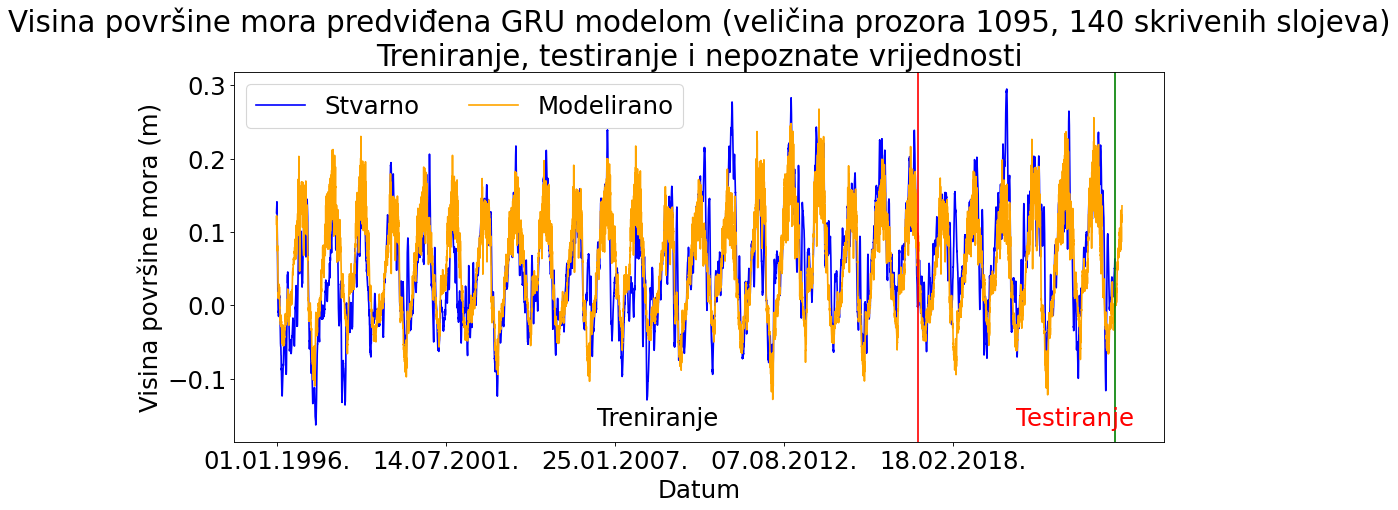 Visina površine mora predviđena GRU modelom (veličina prozora 1095, 140 skrivenih slojeva)
Treniranje, testiranje i nepoznate vrijednosti
Stvarno
Modelirano
Visina površine mora (m)
0.3
0.2
0.1
0.0
−0.1
Treniranje
Testiranje
01.01.1996.
14.07.2001.
25.01.2007.
07.08.2012.
18.02.2018.
Datum